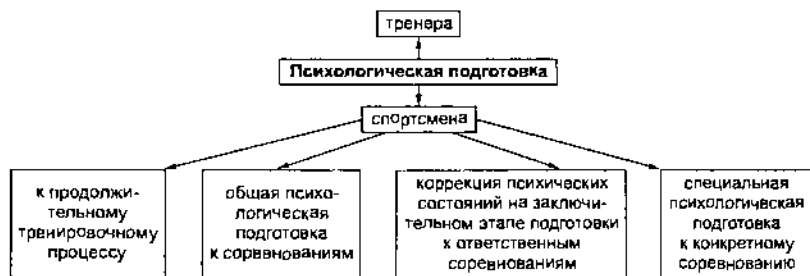 тренера
Психологическая подготовка
спортсмена
к продолжи-
тельному
тренировочному
процессу
общая психо-
логическая
подготовка
к соревнованиям
коррекция психических
состояний на заключи-
тельном этапе подготовки
к ответственным
соревнованиям
специальная
психологическая
подготовка
к конкретному
соревнованию